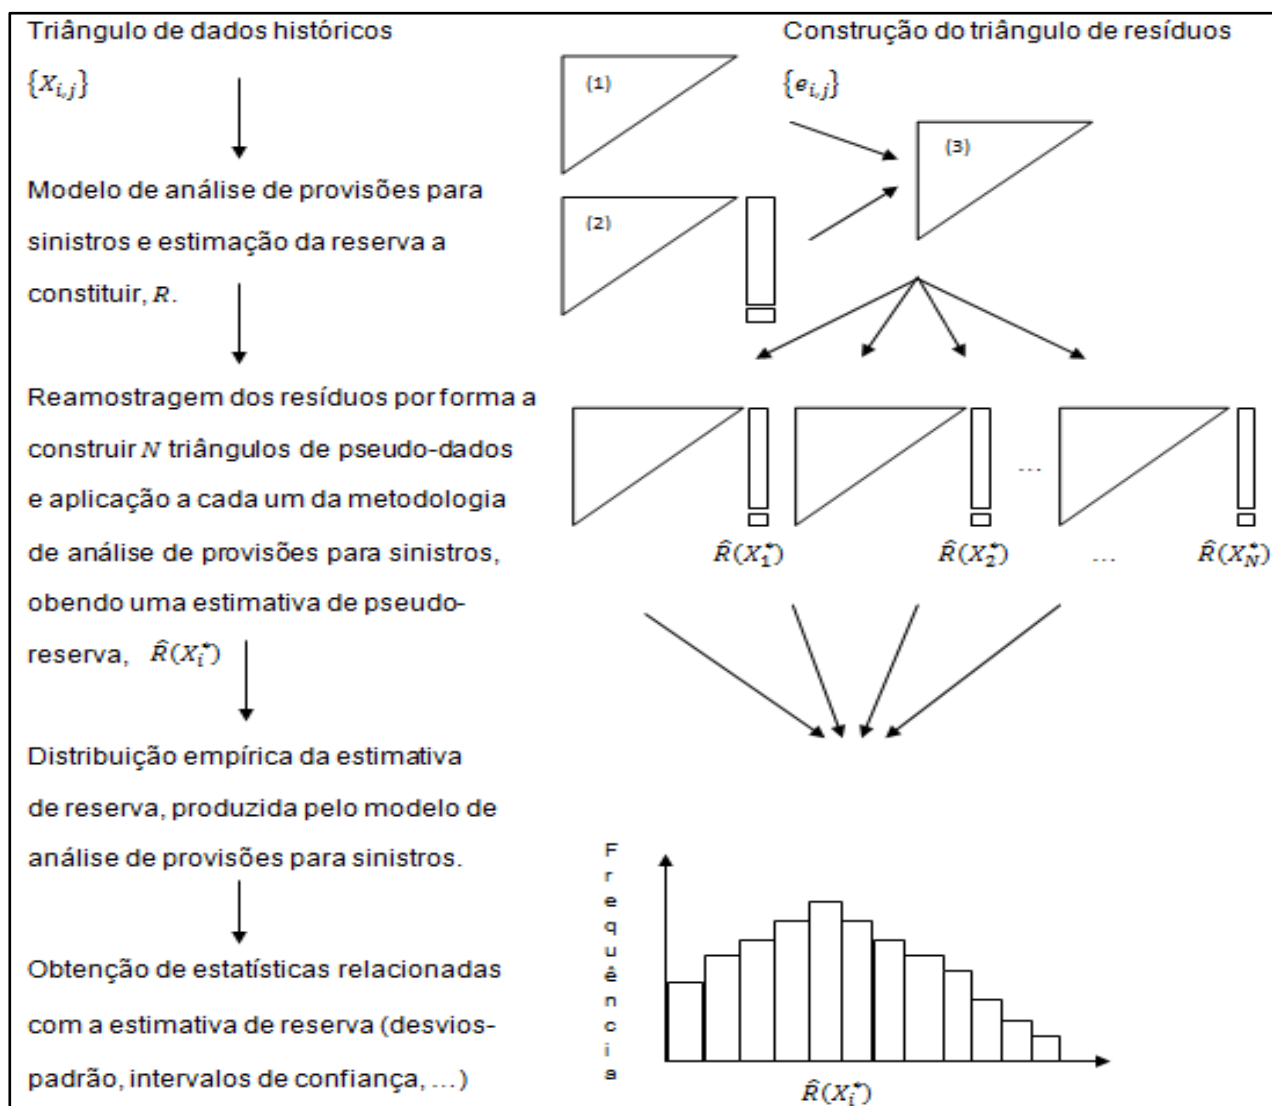 Triângulo de dados históricos
{X_{i,j}}
Modelo de análise de provisões para
sinistros e estimação da reserva a
constituir, R.
Reamostragem dos resíduos por forma a
construir N triângulos de pseudo-dados
e aplicação a cada um da metodologia
de análise de provisões para sinistros,
obendo uma estimativa de pseudo-
reserva, R̂(X_i^*)
Distribuição empírica da estimativa
de reserva, produzida pelo modelo de
análise de provisões para sinistros.
Obtenção de estatísticas relacionadas
com a estimativa de reserva (desvios-
padrão, intervalos de confiança, ...)
Construção do triângulo de resíduos
(1)
{e_{i,j}}
(3)
(2)
...
R̂(X_1^*) R̂(X_2^*) ... R̂(X_N^*)
Frequência
R̂(X_i^*)